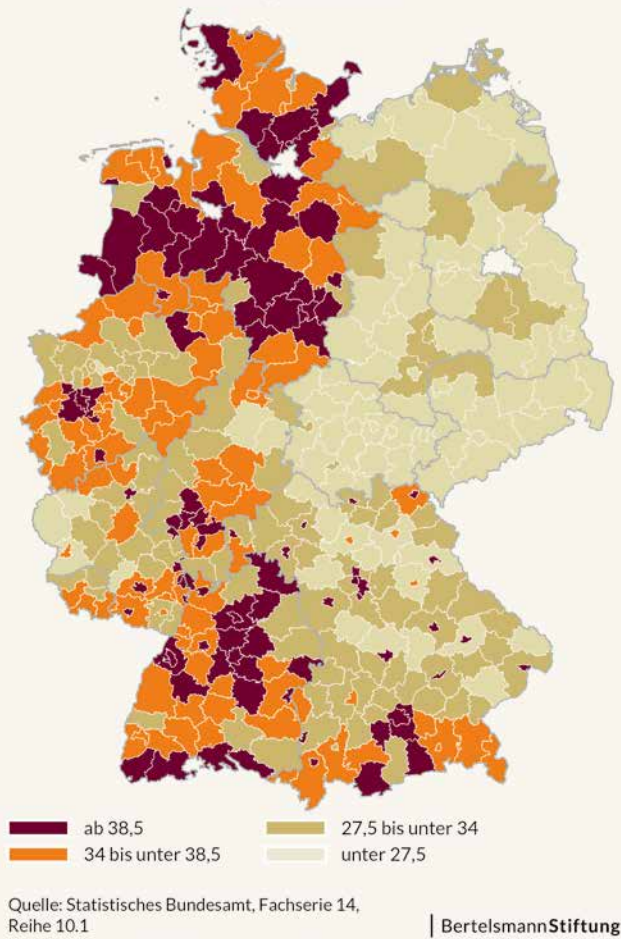 ab 38,5
27,5 bis unter 34
34 bis unter 38,5
unter 27,5
Quelle: Statistisches Bundesamt, Fachserie 14,
Reihe 10.1
BertelsmannStiftung